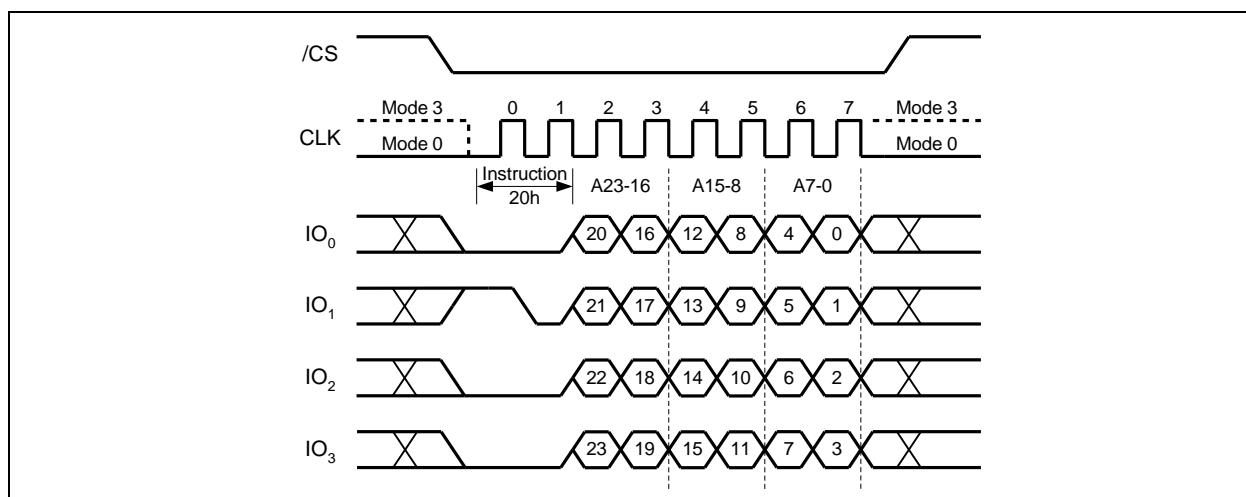 /CS
Mode 3 0 1 2 3 4 5 6 7 Mode 3
CLK
Mode 0 Mode 0
Instruction
20h
A23-16 A15-8 A7-0
IO0 20 16 12 8 4 0
IO1 21 17 13 9 5 1
IO2 22 18 14 10 6 2
IO3 23 19 15 11 7 3